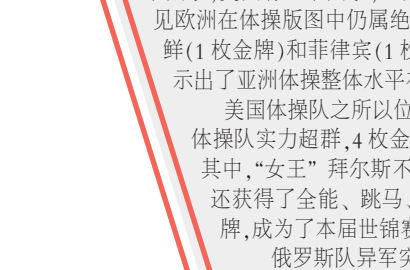 见欧洲在体操版图中仍属绝
鲜(1枚金牌)和菲律宾(1枚
示出了亚洲体操整体水平
美国体操队之所以位
体操队实力超群,4枚金
其中,“女王”拜尔斯不
还获得了全能、跳马、
牌,成为了本届世锦赛
俄罗斯队异军突